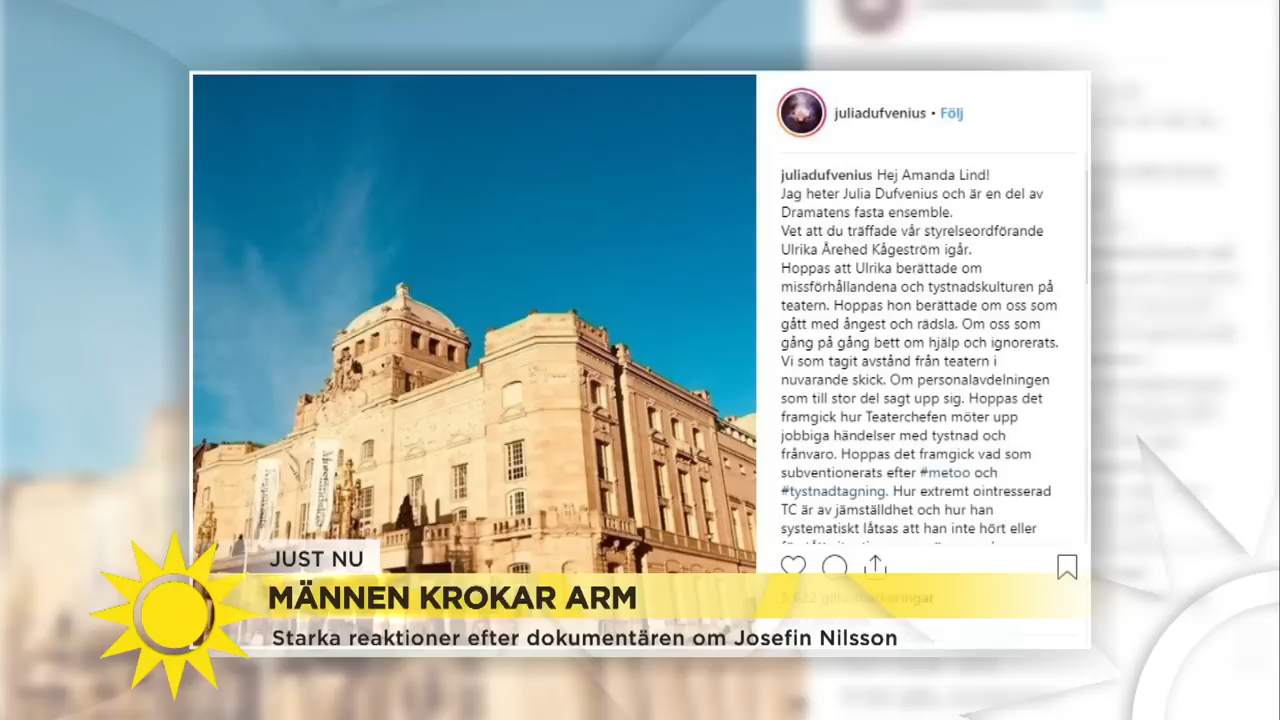 juliadufvenius • Följ
juliadufvenius Hej Amanda Lind!
Jag heter Julia Dufvenius och är en del av
Dramatens fasta ensemble.
Vet att du träffade vår styrelseordförande
Ulrika Årehed Kågeström igår.
Hoppas att Ulrika berättade om
missförhållandena och tystnadskulturen på
teatern. Hoppas hon berättade om oss som
gått med ångest och rädsla. Om oss som
gång på gång bett om hjälp och ignorerats.
Vi som tagit avstånd från teatern i
nuvarande skick. Om personalavdelningen
som till stor del sagt upp sig. Hoppas det
framgick hur Teaterchefen möter upp
jobbiga händelser med tystnad och
frånvaro. Hoppas det framgick vad som
subventionerats efter #metoo och
#tystnadtagning. Hur extremt ointresserad
TC är av jämställdhet och hur han
systematiskt låtsas att han inte hört eller
JUST NU
MÄNNEN KROKAR ARM
Starka reaktioner efter dokumentären om Josefin Nilsson